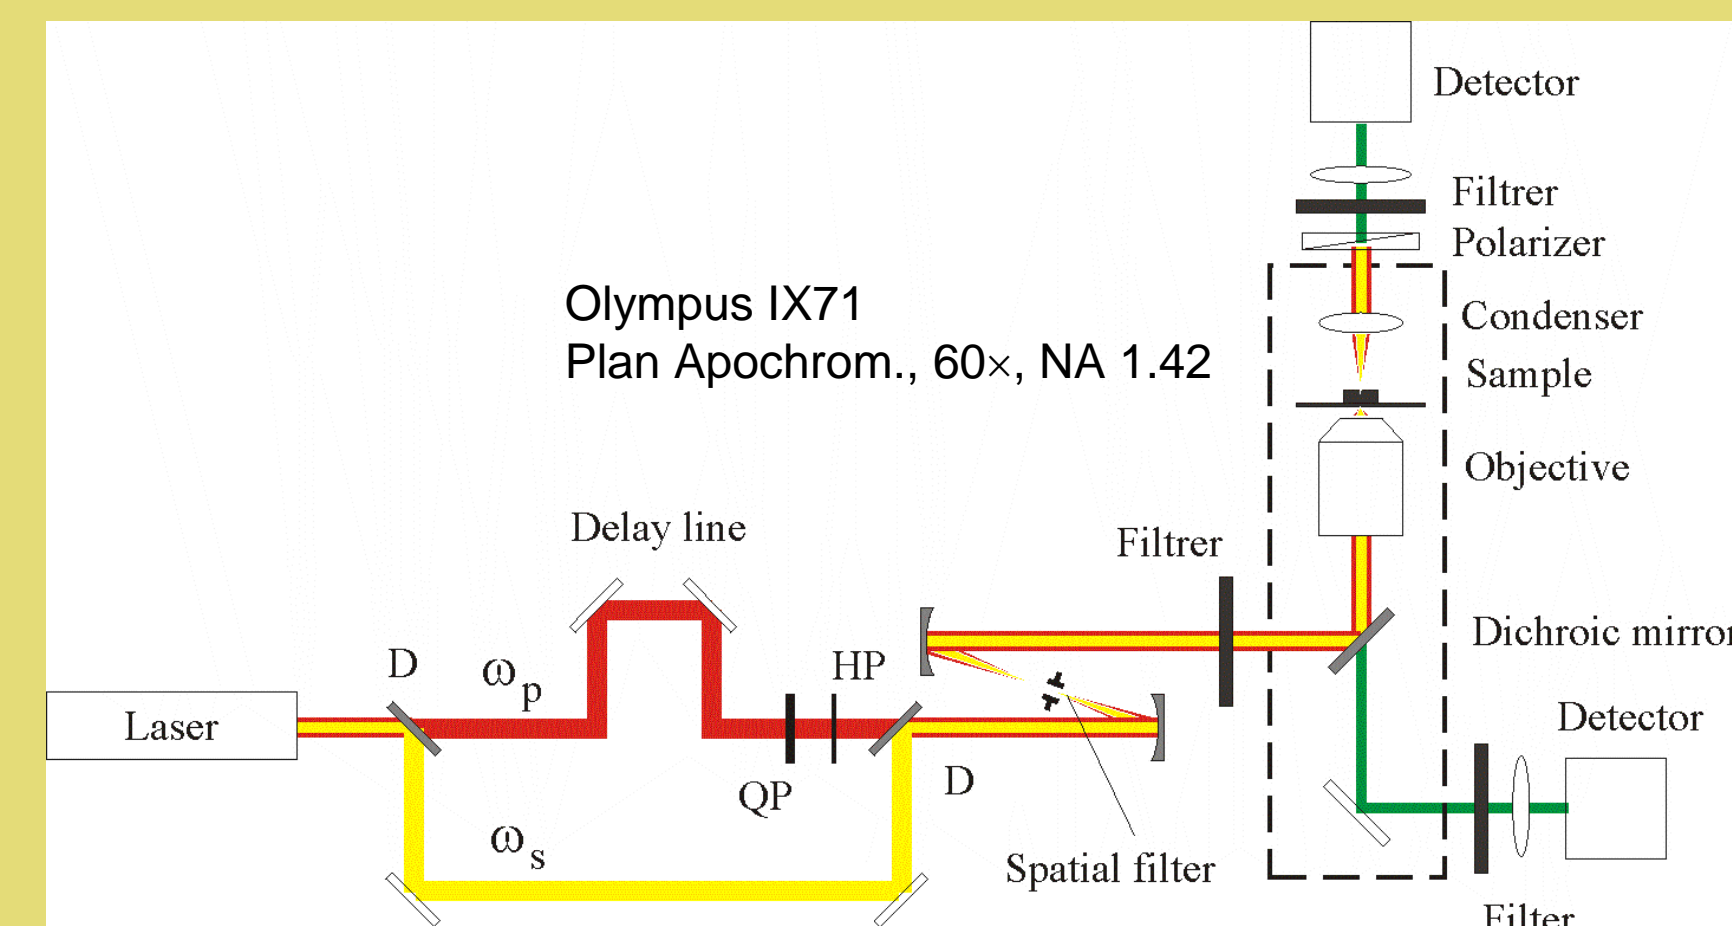 Detector
Filtrer
Polarizer
Olympus IX71
Plan Apochrom., 60×, NA 1.42
Condenser
Sample
Objective
Delay line
Filtrer
Dichroic mirror
D
ωp
HP
Laser
Detector
QP
D
ωs
Spatial filter
Filter